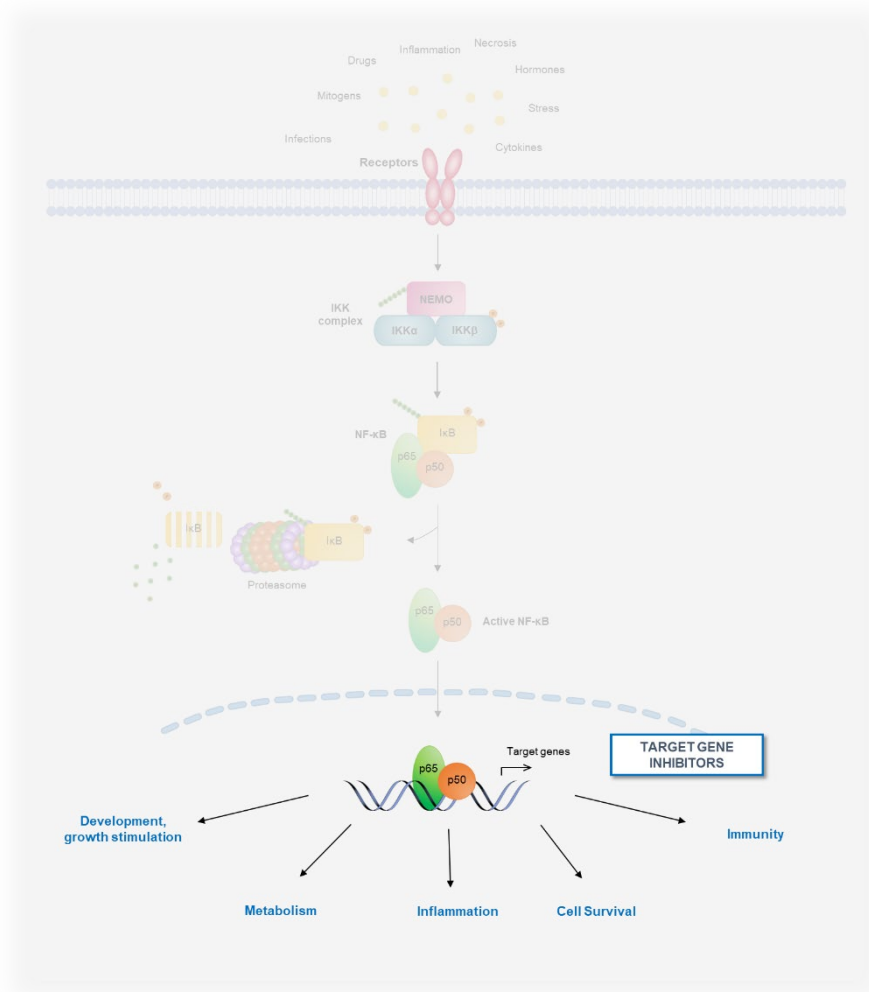 Necrosis
Inflammation
Drugs
Hormones
Mitogens
Stress
Infections
Cytokines
Receptors
NEMO
IKK
complex
IKKα
IKKβ
NF-κB
IκB
p65
p50
IκB
IκB
Proteasome
p65
p50
Active NF-κB
Target genes
TARGET GENE
INHIBITORS
p65
p50
Development,
growth stimulation
Immunity
Metabolism
Inflammation
Cell Survival